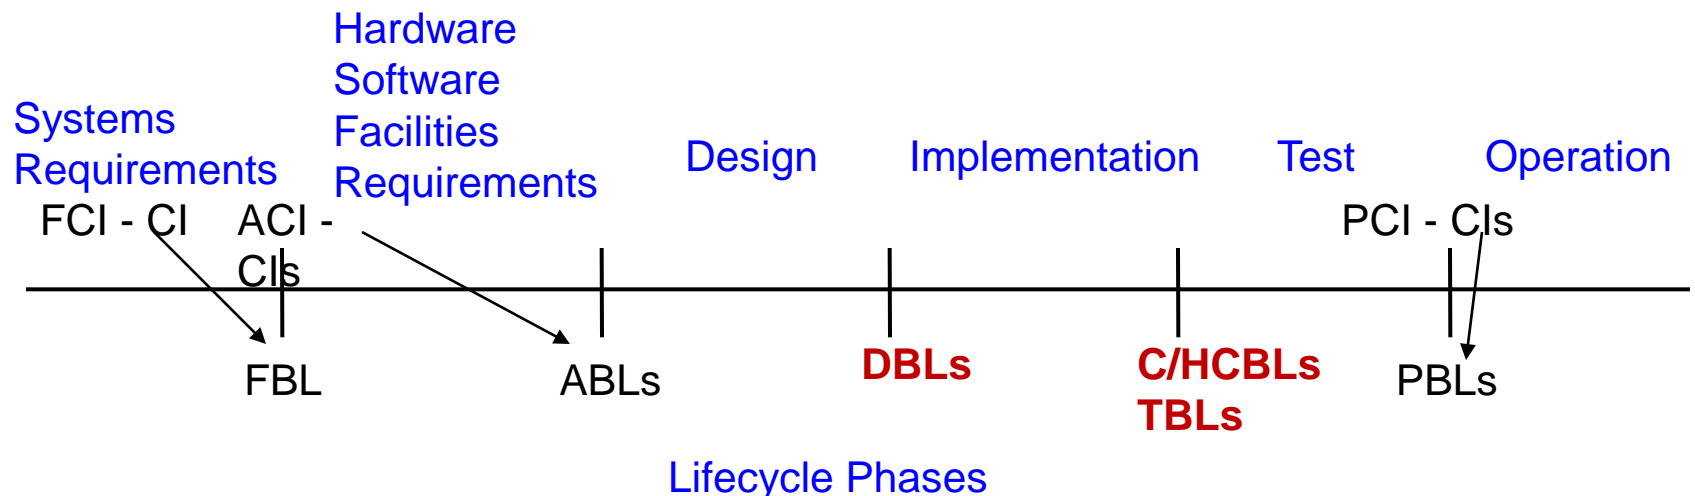 Systems
Requirements
Hardware
Software
Facilities
Requirements
Design
Implementation
Test
Operation
FCI - CI
ACI -
CIs
PCI - CIs
FBL
ABLs
DBLs
C/HCBLs
TBLs
PBLs
Lifecycle Phases